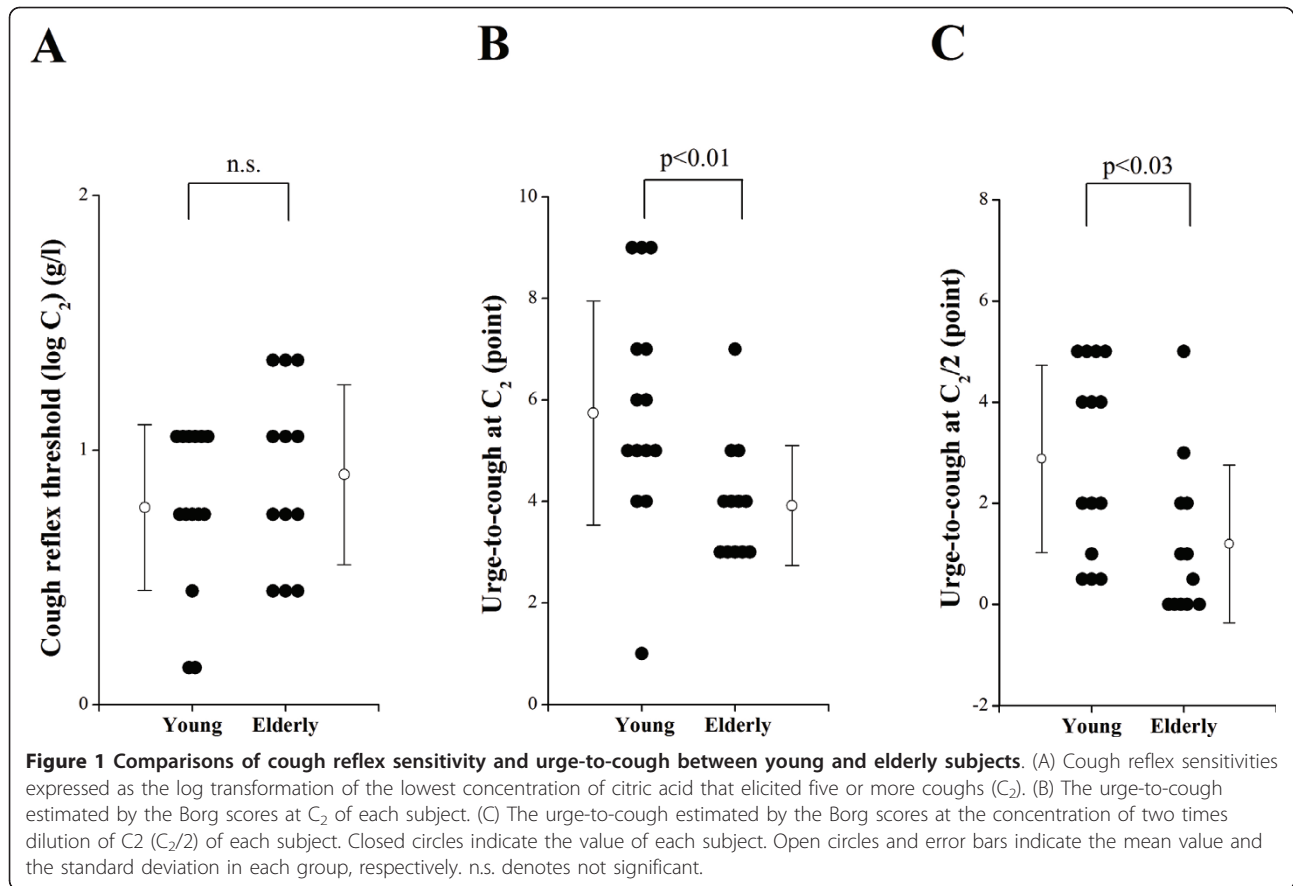 A
B
C
n.s.
p<0.01
p<0.03
2
1
0
Cough reflex threshold (log C₂) (g/l)
Young Elderly
10
8
6
4
2
0
Urge-to-cough at C₂ (point)
Young Elderly
8
6
4
2
0
-2
Urge-to-cough at C₂/2 (point)
Young Elderly
Figure 1 Comparisons of cough reflex sensitivity and urge-to-cough between young and elderly subjects. (A) Cough reflex sensitivities
expressed as the log transformation of the lowest concentration of citric acid that elicited five or more coughs (C₂). (B) The urge-to-cough
estimated by the Borg scores at C₂ of each subject. (C) The urge-to-cough estimated by the Borg scores at the concentration of two times
dilution of C2 (C₂/2) of each subject. Closed circles indicate the value of each subject. Open circles and error bars indicate the mean value and
the standard deviation in each group, respectively. n.s. denotes not significant.